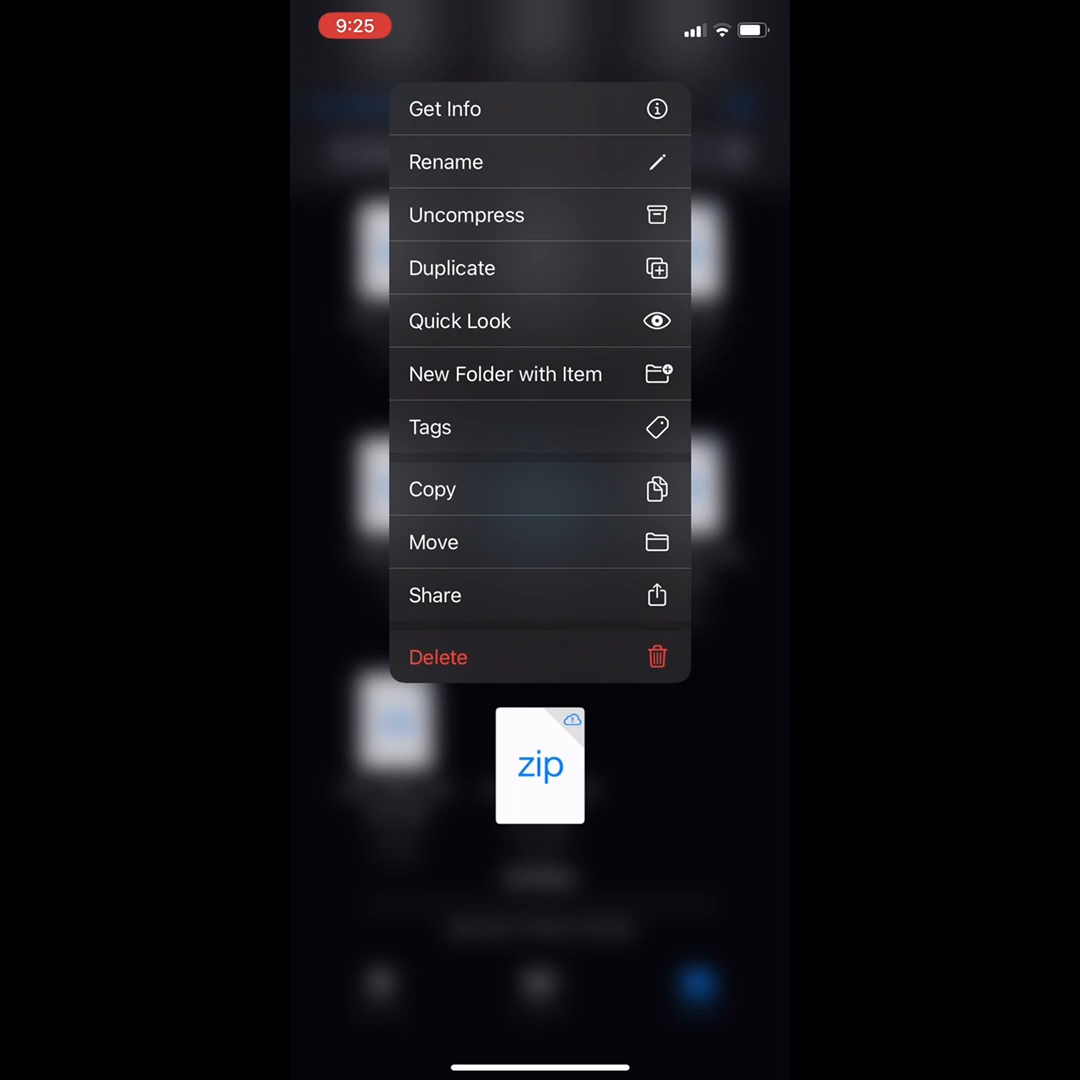 9:25
Get Info
Rename
Uncompress
Duplicate
Quick Look
New Folder with Item
Tags
Copy
Move
Share
Delete
zip